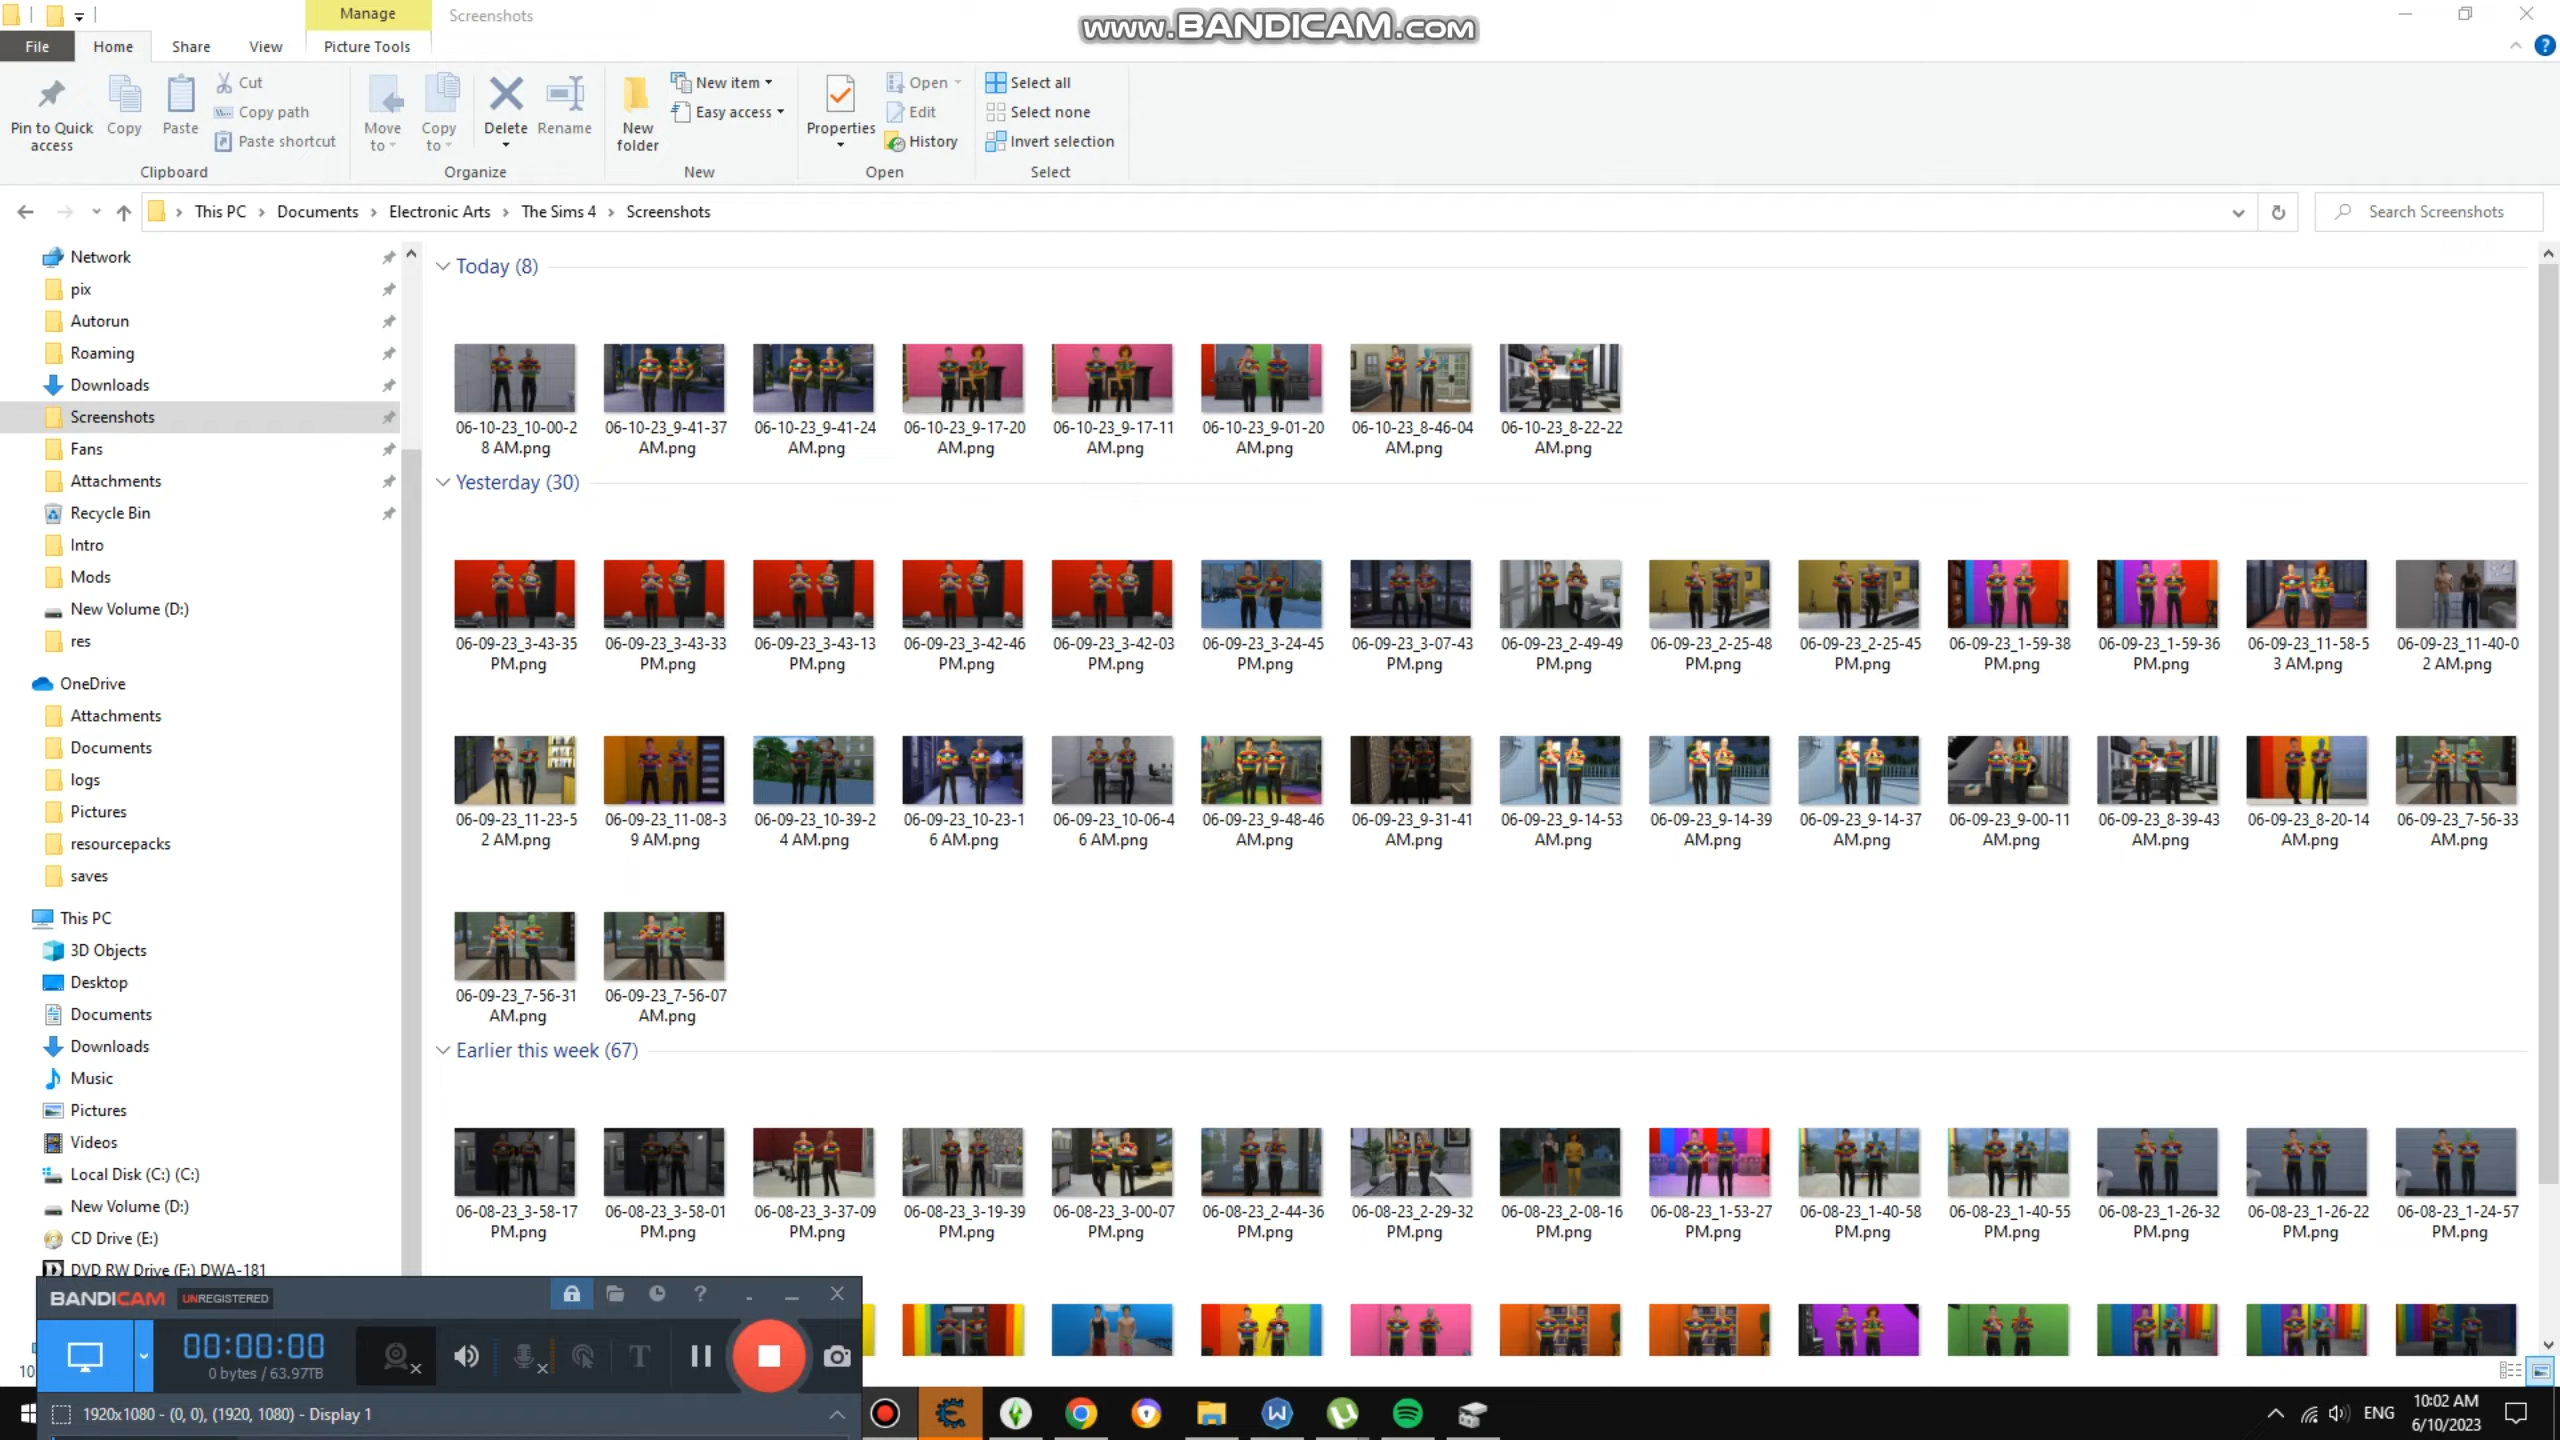 Manage
Screenshots
www.BANDICAM.com
File
Home
Share
View
Picture Tools
Pin to Quick access
Copy
Paste
Cut
Copy path
Paste shortcut
Clipboard
Move to
Copy to
Delete
Rename
Organize
New folder
New item
Easy access
New
Properties
Open
Edit
History
Open
Select all
Select none
Invert selection
Select
This PC > Documents > Electronic Arts > The Sims 4 > Screenshots
Search Screenshots
Network
pix
Autorun
Roaming
Downloads
Screenshots
Fans
Attachments
Recycle Bin
Intro
Mods
New Volume (D:)
res
OneDrive
Attachments
Documents
logs
Pictures
resourcepacks
saves
This PC
3D Objects
Desktop
Documents
Downloads
Music
Pictures
Videos
Local Disk (C:) (C:)
New Volume (D:)
CD Drive (E:)
DVD RW Drive (F:) DWA-181
Today (8)
06-10-23_10-00-2 06-10-23_9-41-37 06-10-23_9-41-24 06-10-23_9-17-20 06-10-23_9-17-11 06-10-23_9-01-20 06-10-23_8-46-04 06-10-23_8-22-22
8 AM.png AM.png AM.png AM.png AM.png AM.png AM.png AM.png
Yesterday (30)
06-09-23_3-43-35 06-09-23_3-43-33 06-09-23_3-43-13 06-09-23_3-42-46 06-09-23_3-42-03 06-09-23_3-24-45 06-09-23_3-07-43 06-09-23_2-49-49 06-09-23_2-25-48 06-09-23_2-25-45 06-09-23_1-59-38 06-09-23_1-59-36 06-09-23_11-58-5 06-09-23_11-40-0
PM.png PM.png PM.png PM.png PM.png PM.png PM.png PM.png PM.png PM.png PM.png PM.png 3 AM.png 2 AM.png
06-09-23_11-23-5 06-09-23_11-08-3 06-09-23_10-39-2 06-09-23_10-23-1 06-09-23_10-06-4 06-09-23_9-48-46 06-09-23_9-31-41 06-09-23_9-14-53 06-09-23_9-14-39 06-09-23_9-14-37 06-09-23_9-00-11 06-09-23_8-39-43 06-09-23_8-20-14 06-09-23_7-56-33
2 AM.png 9 AM.png 4 AM.png 6 AM.png 6 AM.png AM.png AM.png AM.png AM.png AM.png AM.png AM.png AM.png AM.png
06-09-23_7-56-31 06-09-23_7-56-07
AM.png AM.png
Earlier this week (67)
06-08-23_3-58-17 06-08-23_3-58-01 06-08-23_3-37-09 06-08-23_3-19-39 06-08-23_3-00-07 06-08-23_2-44-36 06-08-23_2-29-32 06-08-23_2-08-16 06-08-23_1-53-27 06-08-23_1-40-58 06-08-23_1-40-55 06-08-23_1-26-32 06-08-23_1-26-22 06-08-23_1-24-57
PM.png PM.png PM.png PM.png PM.png PM.png PM.png PM.png PM.png PM.png PM.png PM.png PM.png PM.png
BANDICAM UNREGISTERED
00:00:00
0 bytes / 63.97TB
10
1920x1080 - (0, 0), (1920, 1080) - Display 1
ENG
10:02 AM
6/10/2023